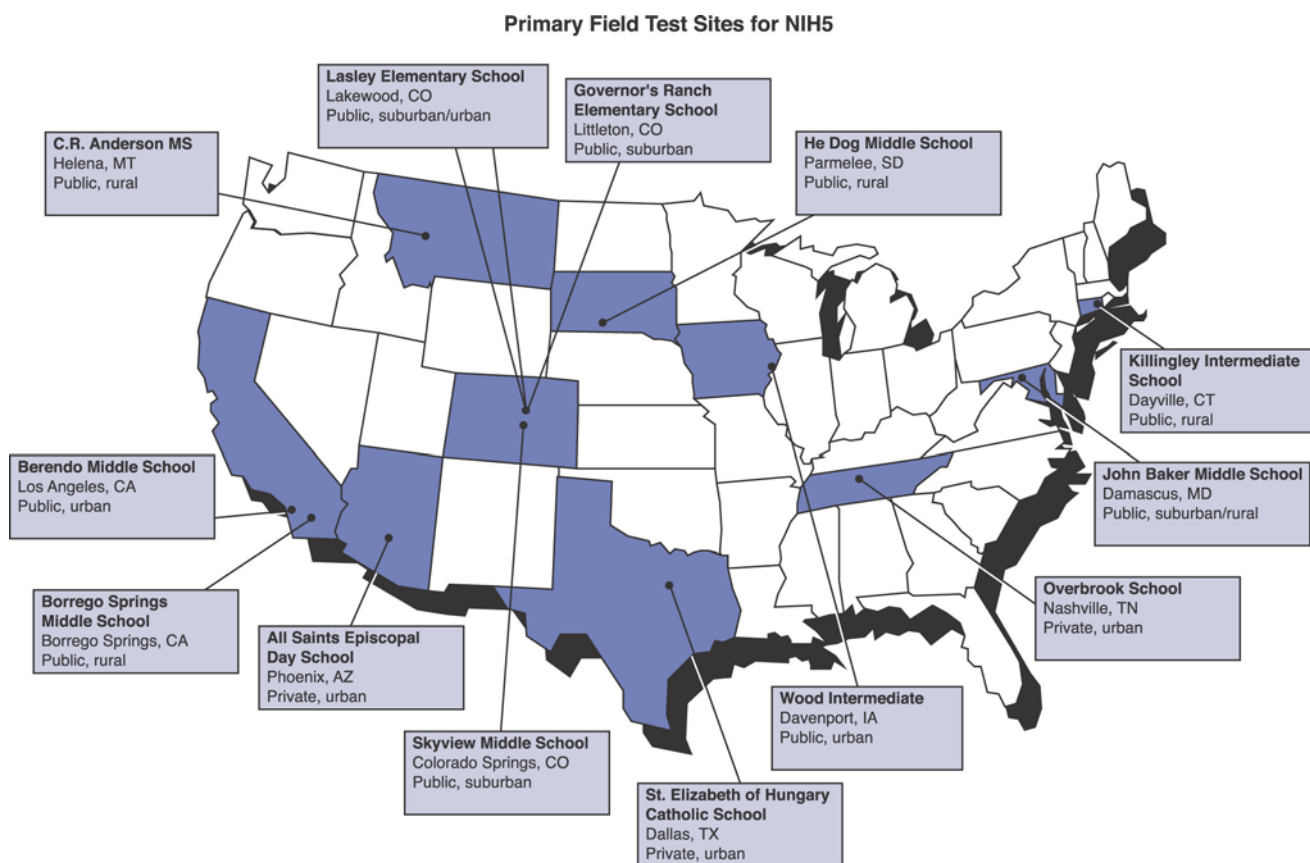 Primary Field Test Sites for NIH5
Lasley Elementary School
Lakewood, CO
Public, suburban/urban
Governor's Ranch
Elementary School
Littleton, CO
Public, suburban
C.R. Anderson MS
Helena, MT
Public, rural
He Dog Middle School
Parmelee, SD
Public, rural
Killingley Intermediate
School
Dayville, CT
Public, rural
Berendo Middle School
Los Angeles, CA
Public, urban
John Baker Middle School
Damascus, MD
Public, suburban/rural
Borrego Springs
Middle School
Borrego Springs, CA
Public, rural
All Saints Episcopal
Day School
Phoenix, AZ
Private, urban
Overbrook School
Nashville, TN
Private, urban
Wood Intermediate
Davenport, IA
Public, urban
Skyview Middle School
Colorado Springs, CO
Public, suburban
St. Elizabeth of Hungary
Catholic School
Dallas, TX
Private, urban